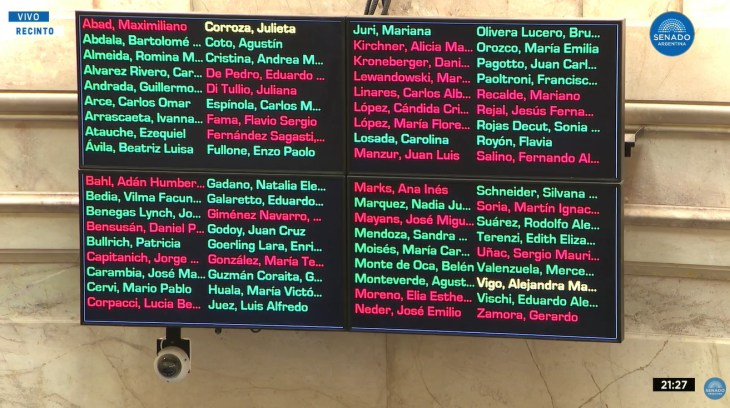 VIVO
RECINTO
SENADO
ARGENTINA
Abad, Maximiliano
Abdala, Bartolomé ...
Almeida, Romina M...
Alvarez Rivero, Car...
Andrada, Guillermo...
Arce, Carlos Omar
Arrascaeta, Ivanna...
Atauche, Ezequiel
Ávila, Beatriz Luisa
Corroza, Julieta
Coto, Agustín
Cristina, Andrea M...
De Pedro, Eduardo ...
Di Tullio, Juliana
Espínola, Carlos M...
Fama, Flavio Sergio
Fernández Sagasti,...
Fullone, Enzo Paolo
Juri, Mariana
Kirchner, Alicia Ma...
Kroneberger, Dani...
Lewandowski, Mar...
Linares, Carlos Alb...
López, Cándida Cri...
López, María Flore...
Losada, Carolina
Manzur, Juan Luis
Olivera Lucero, Bru...
Orozco, María Emilia
Pagotto, Juan Carl...
Paoltroni, Francisc...
Recalde, Mariano
Rejal, Jesús Ferna...
Rojas Decut, Sonia ...
Royón, Flavia
Salino, Fernando Al...
Bahl, Adán Humber...
Bedia, Vilma Facun...
Benegas Lynch, Jo...
Bensusán, Daniel P...
Bullrich, Patricia
Capitanich, Jorge ...
Carambia, José Ma...
Cervi, Mario Pablo
Corpacci, Lucia Be...
Gadano, Natalia Ele...
Galaretto, Eduardo...
Giménez Navarro, ...
Godoy, Juan Cruz
Goerling Lara, Enri...
González, María Te...
Guzmán Coraita, G...
Huala, María Victó...
Juez, Luis Alfredo
Marks, Ana Inés
Marquez, Nadia Ju...
Mayans, José Migu...
Mendoza, Sandra ...
Moisés, María Car...
Monte de Oca, Belén
Monteverde, Agust...
Moreno, Elia Esthe...
Neder, José Emilio
Schneider, Silvana ...
Soria, Martín Ignac...
Suárez, Rodolfo Ale...
Terenzi, Edith Eliza...
Uñac, Sergio Mauri...
Valenzuela, Merce...
Vigo, Alejandra Ma...
Vischi, Eduardo Ale...
Zamora, Gerardo
21:27
SENADO